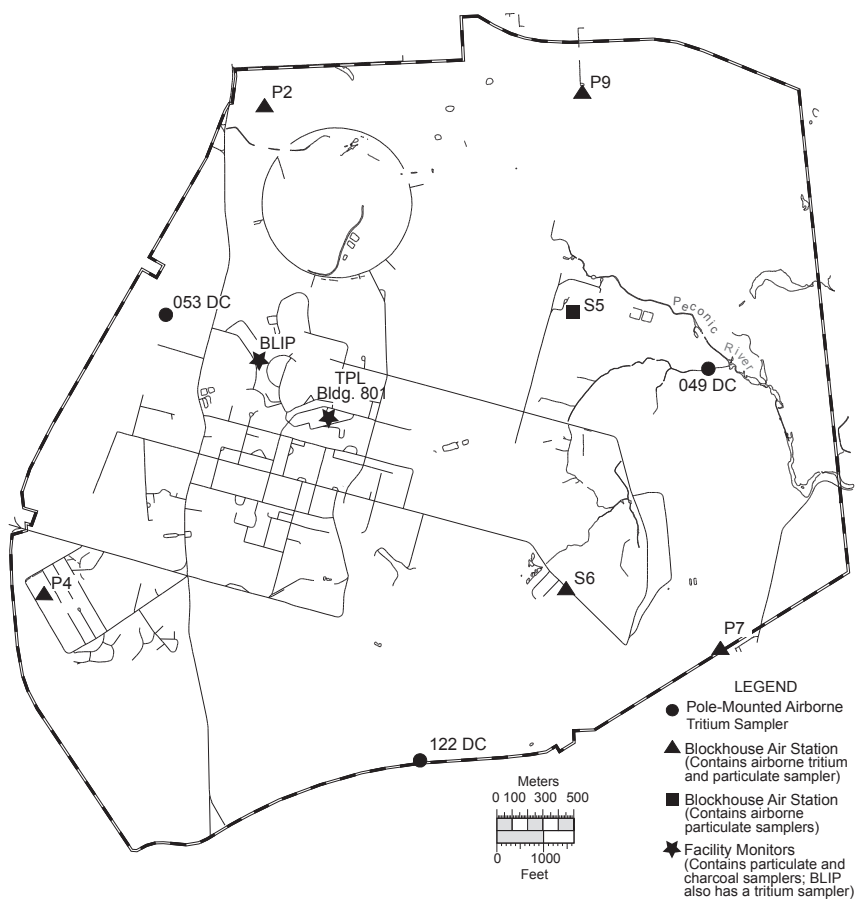 P2
P9
053 DC
S5
Peconic
River
BLIP
TPL
Bldg. 801
049 DC
P4
S6
P7
122 DC
LEGEND
Pole-Mounted Airborne
Tritium Sampler
Blockhouse Air Station
(Contains airborne tritium
and particulate sampler)
Blockhouse Air Station
(Contains airborne
particulate samplers)
Facility Monitors
(Contains particulate and
charcoal samplers; BLIP
also has a tritium sampler)
Meters
0 100 300 500
0 1000
Feet